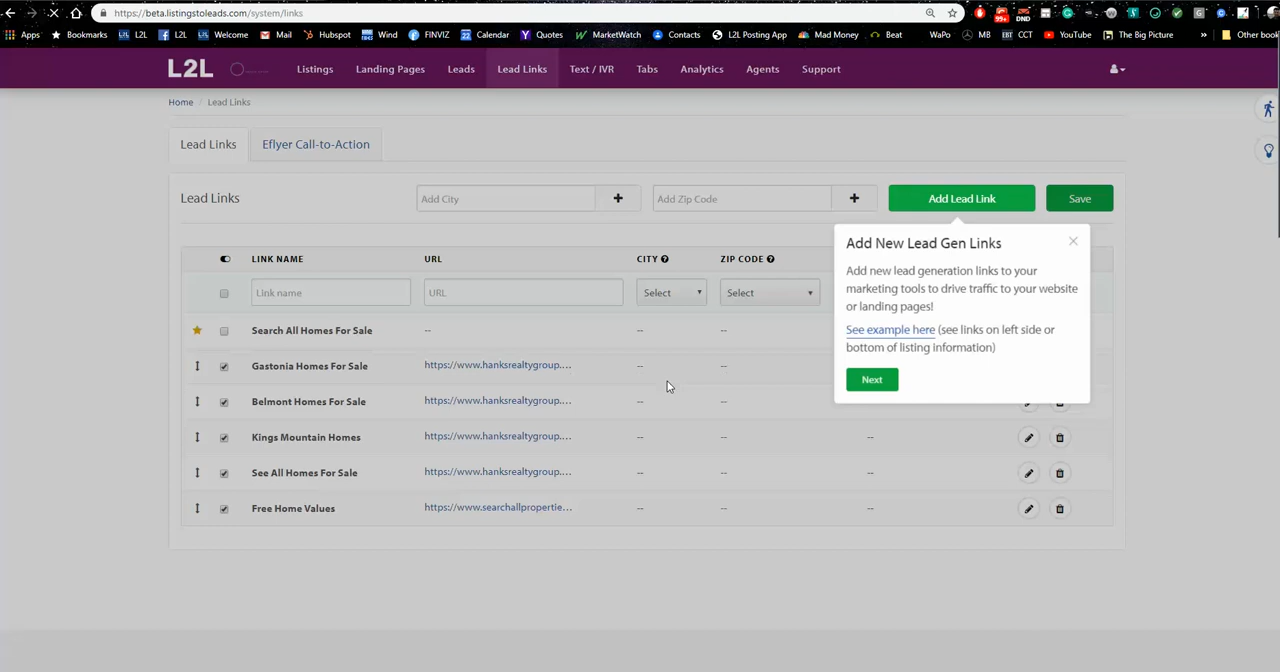 https://beta.listingstoleads.com/system/links
99+
DND
Apps Bookmarks L2L L2L Welcome Mail Hubspot Wind FINVIZ Calendar Quotes MarketWatch Contacts L2L Posting App Mad Money Beat WaPo MB CCT YouTube The Big Picture » Other book
L2L Listings Landing Pages Leads Lead Links Text / IVR Tabs Analytics Agents Support
Home Lead Links
Lead Links Eflyer Call-to-Action
Lead Links Add City + Add Zip Code + Add Lead Link Save
LINK NAME URL CITY ZIP CODE
Link name URL Select Select
Search All Homes For Sale -- -- --
Gastonia Homes For Sale https://www.hanksrealtygroup.... -- --
Belmont Homes For Sale https://www.hanksrealtygroup.... -- --
Kings Mountain Homes https://www.hanksrealtygroup.... -- -- --
See All Homes For Sale https://www.hanksrealtygroup.... -- -- --
Free Home Values https://www.searchallpropertie... -- -- --
Add New Lead Gen Links
Add new lead generation links to your
marketing tools to drive traffic to your website
or landing pages!
See example here (see links on left side or
bottom of listing information)
Next